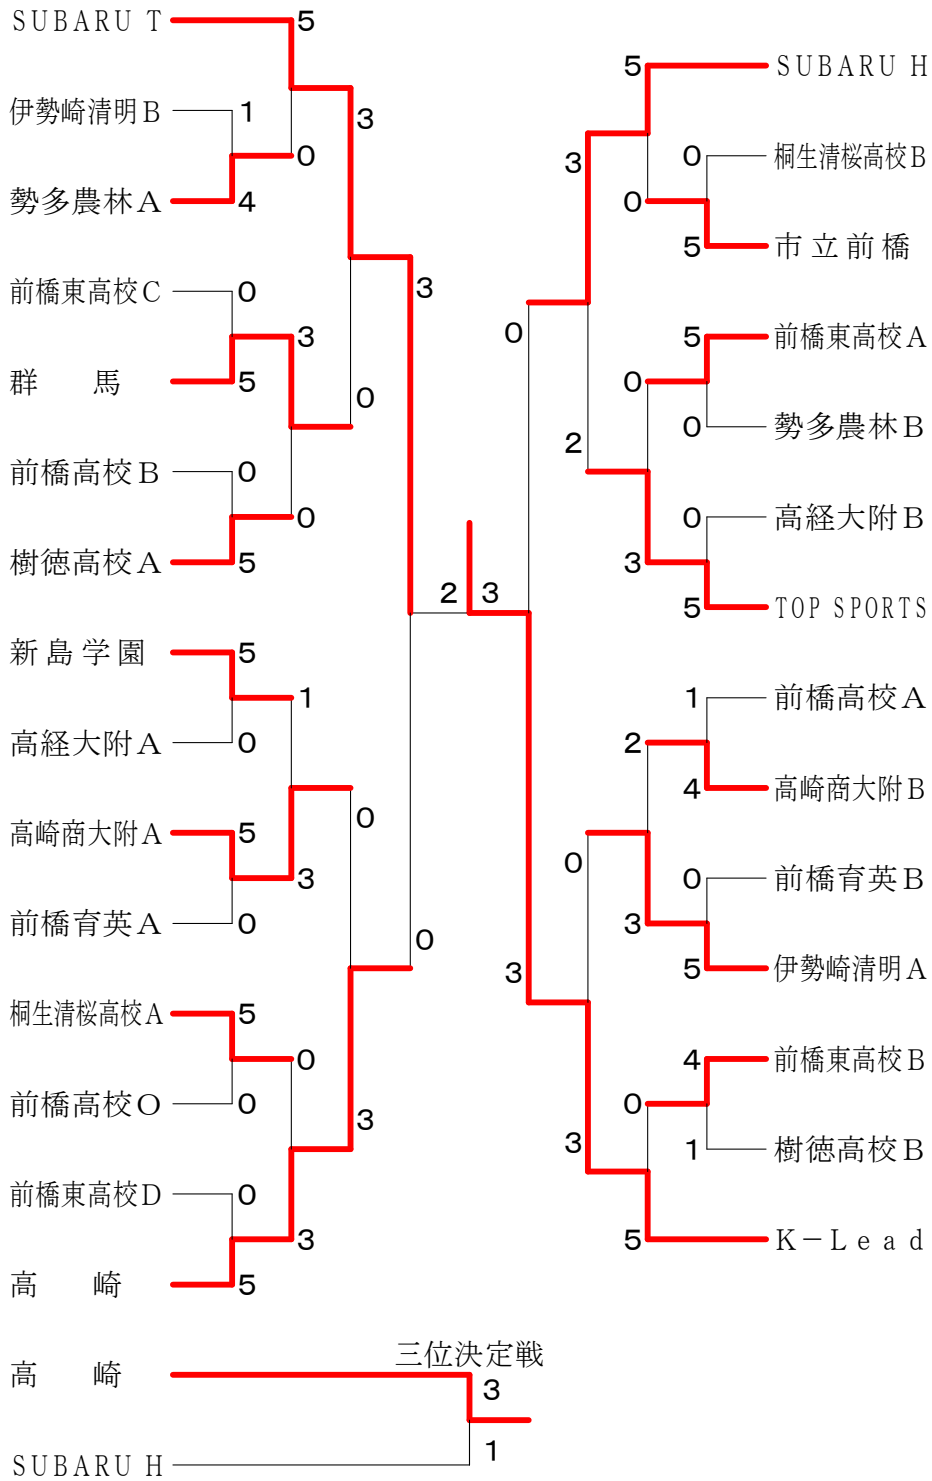 SUBARU T 5
伊勢崎清明B 1
3
0
勢多農林A 4
前橋東高校C 0
3
3
群 馬 5
0
前橋高校B 0
0
樹徳高校A 5
新島学園 5
1
高経大附A 0
高崎商大附A 5
0
3
前橋育英A 0
0
桐生清桜高校A 5
0
前橋高校O 0
3
前橋東高校D 0
3
高 崎 5
2 3
5 SUBARU H
3
0 桐生清桜高校B
0
5 市立前橋
0
5 前橋東高校A
0
0 勢多農林B
2
0 高経大附B
3
5 TOP SPORTS
1 前橋高校A
2
4 高崎商大附B
0
0 前橋育英B
3
5 伊勢崎清明A
3
4 前橋東高校B
0
3
1 樹徳高校B
5 K－Lead
三位決定戦
高 崎 3
SUBARU H 1